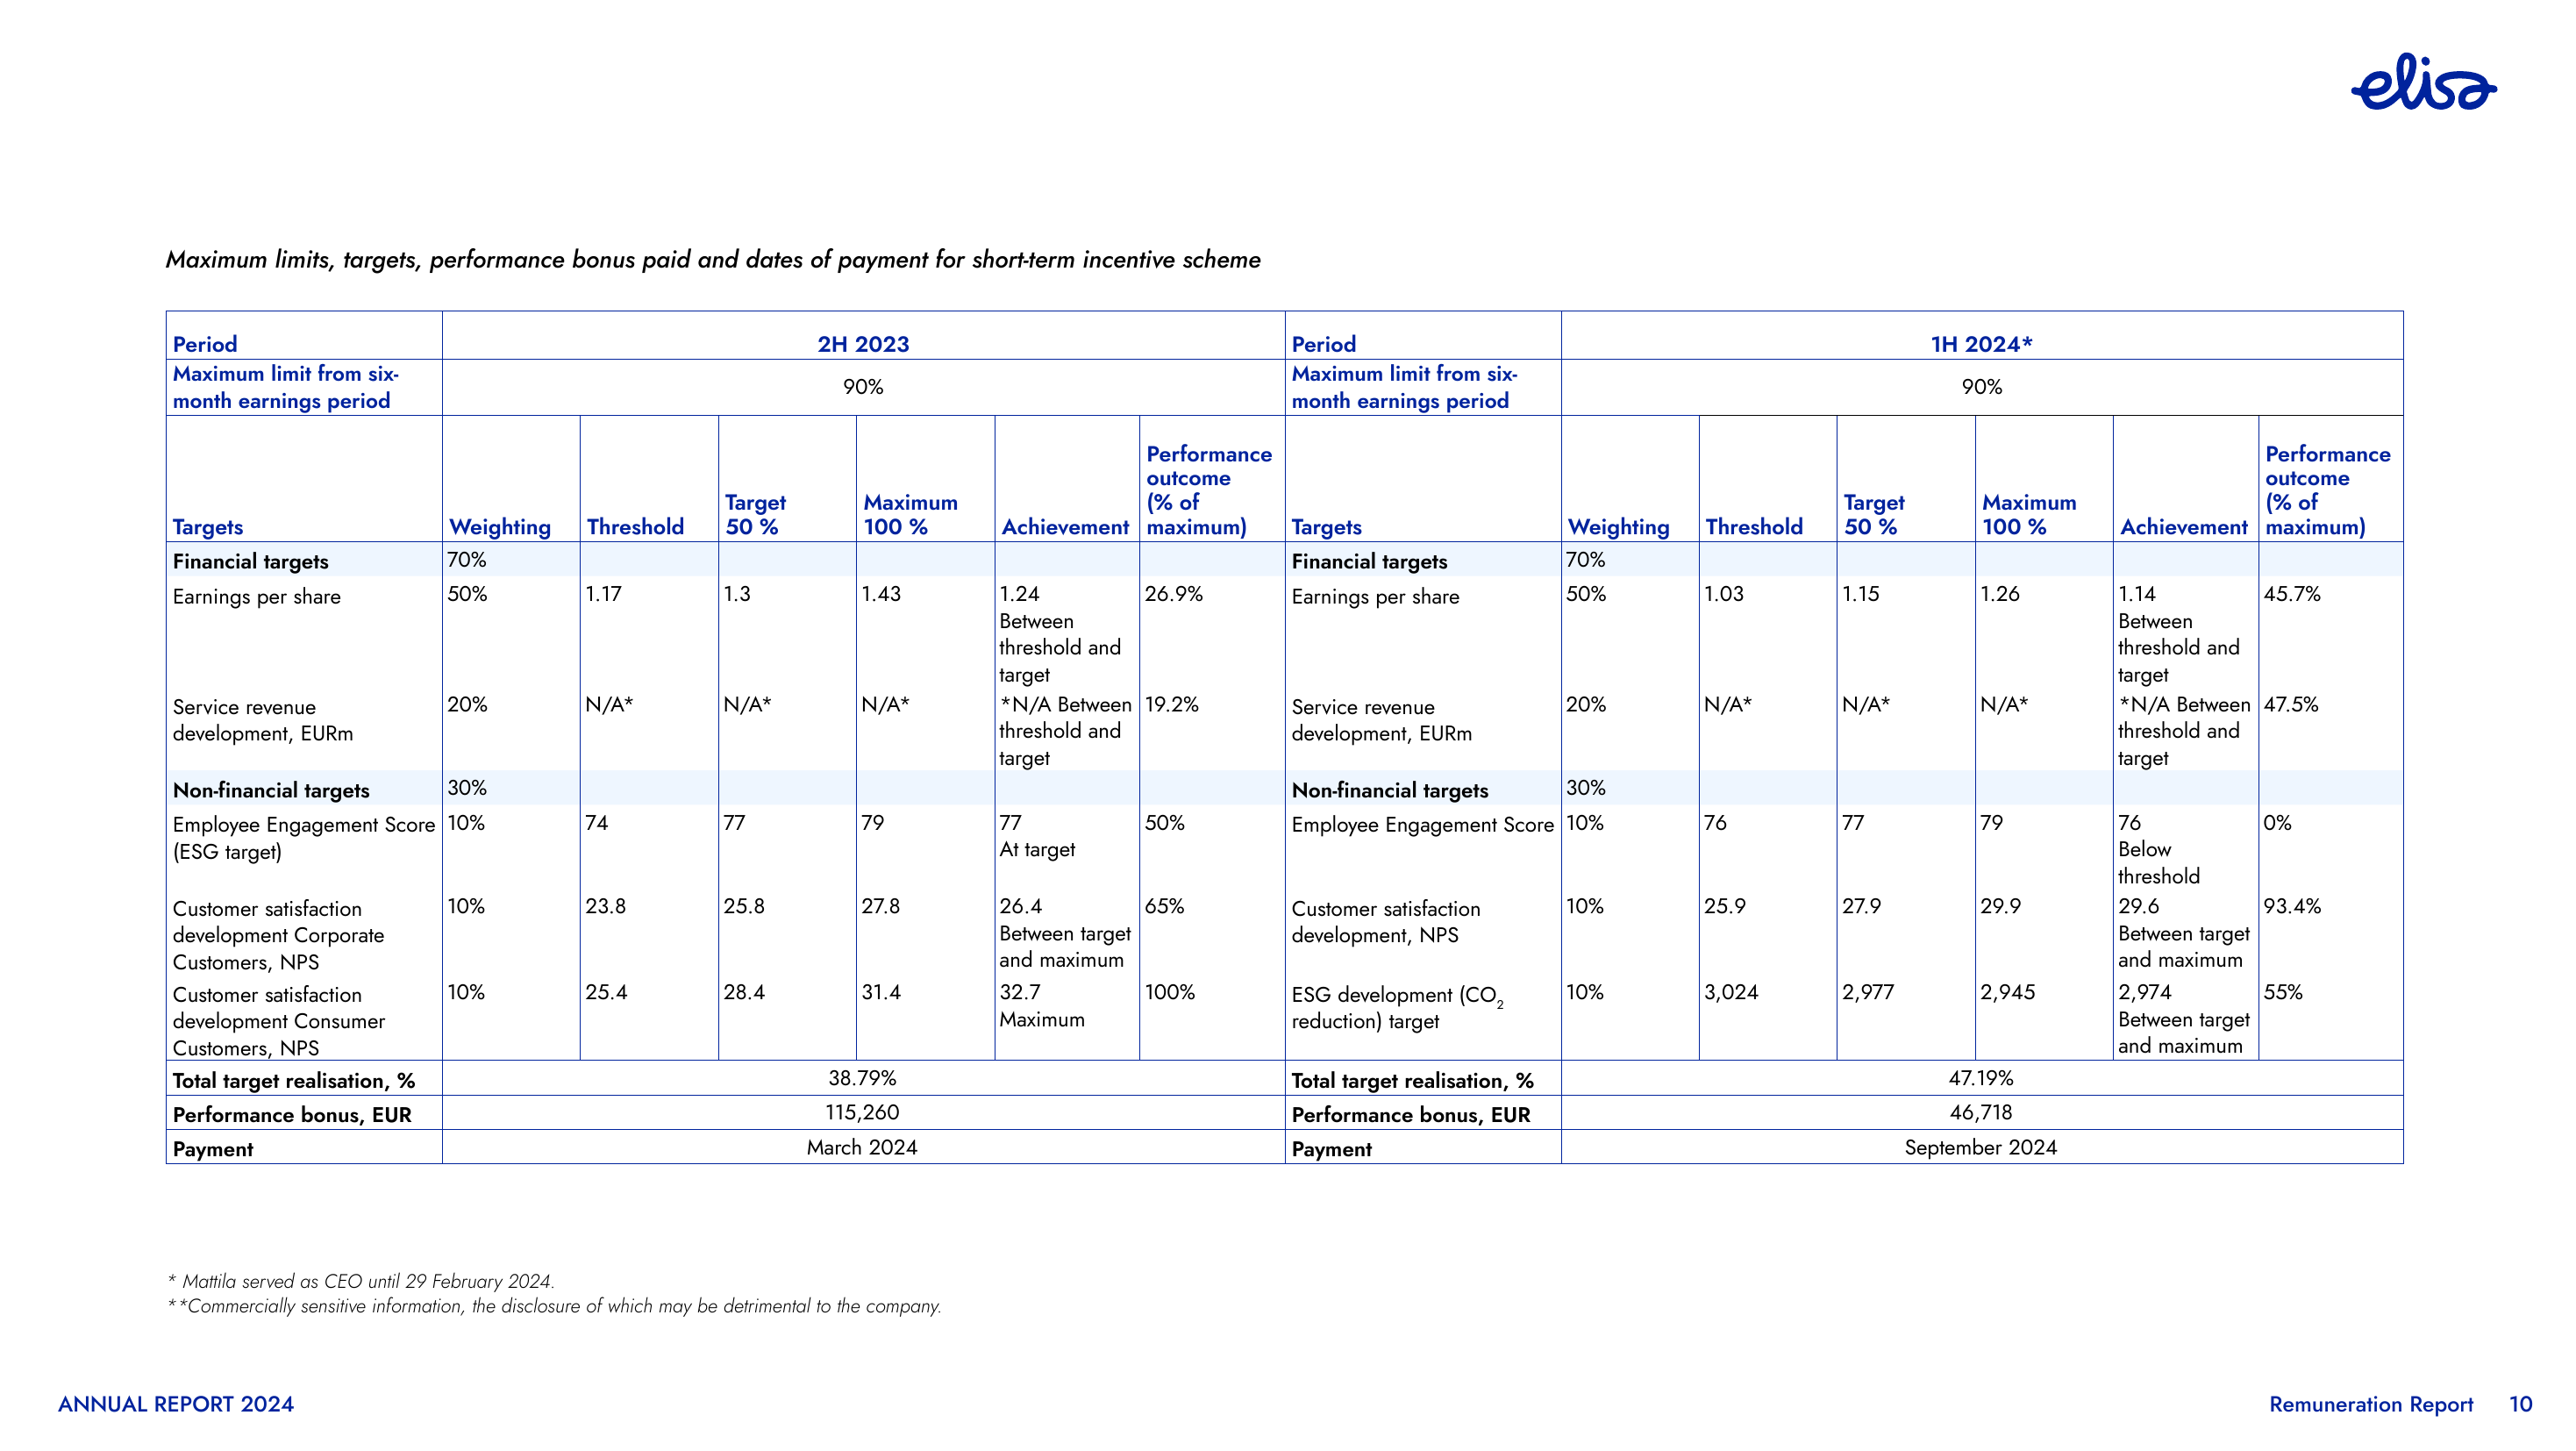 elisa
Maximum limits, targets, performance bonus paid and dates of payment for short-term incentive scheme
Period
2H 2023
Period
1H 2024*
Maximum limit from six-
month earnings period
90%
Maximum limit from six-
month earnings period
90%
Targets
Weighting
Threshold
Target
50 %
Maximum
100 %
Achievement
Performance
outcome
(% of
maximum)
Targets
Weighting
Threshold
Target
50 %
Maximum
100 %
Achievement
Performance
outcome
(% of
maximum)
Financial targets
70%
Financial targets
70%
Earnings per share
50%
1.17
1.3
1.43
1.24
Between
threshold and
target
26.9%
Earnings per share
50%
1.03
1.15
1.26
1.14
Between
threshold and
target
45.7%
Service revenue
development, EURm
20%
N/A*
N/A*
N/A*
*N/A Between
threshold and
target
19.2%
Service revenue
development, EURm
20%
N/A*
N/A*
N/A*
*N/A Between
threshold and
target
47.5%
Non-financial targets
30%
Non-financial targets
30%
Employee Engagement Score
(ESG target)
10%
74
77
79
77
At target
50%
Employee Engagement Score
10%
76
77
79
76
Below
threshold
0%
Customer satisfaction
development Corporate
Customers, NPS
10%
23.8
25.8
27.8
26.4
Between target
and maximum
65%
Customer satisfaction
development, NPS
10%
25.9
27.9
29.9
29.6
Between target
and maximum
93.4%
Customer satisfaction
development Consumer
Customers, NPS
10%
25.4
28.4
31.4
32.7
Maximum
100%
ESG development (CO₂
reduction) target
10%
3,024
2,977
2,945
2,974
Between target
and maximum
55%
Total target realisation, %
38.79%
Total target realisation, %
47.19%
Performance bonus, EUR
115,260
Performance bonus, EUR
46,718
Payment
March 2024
Payment
September 2024
* Mattila served as CEO until 29 February 2024.
**Commercially sensitive information, the disclosure of which may be detrimental to the company.
ANNUAL REPORT 2024
Remuneration Report 10